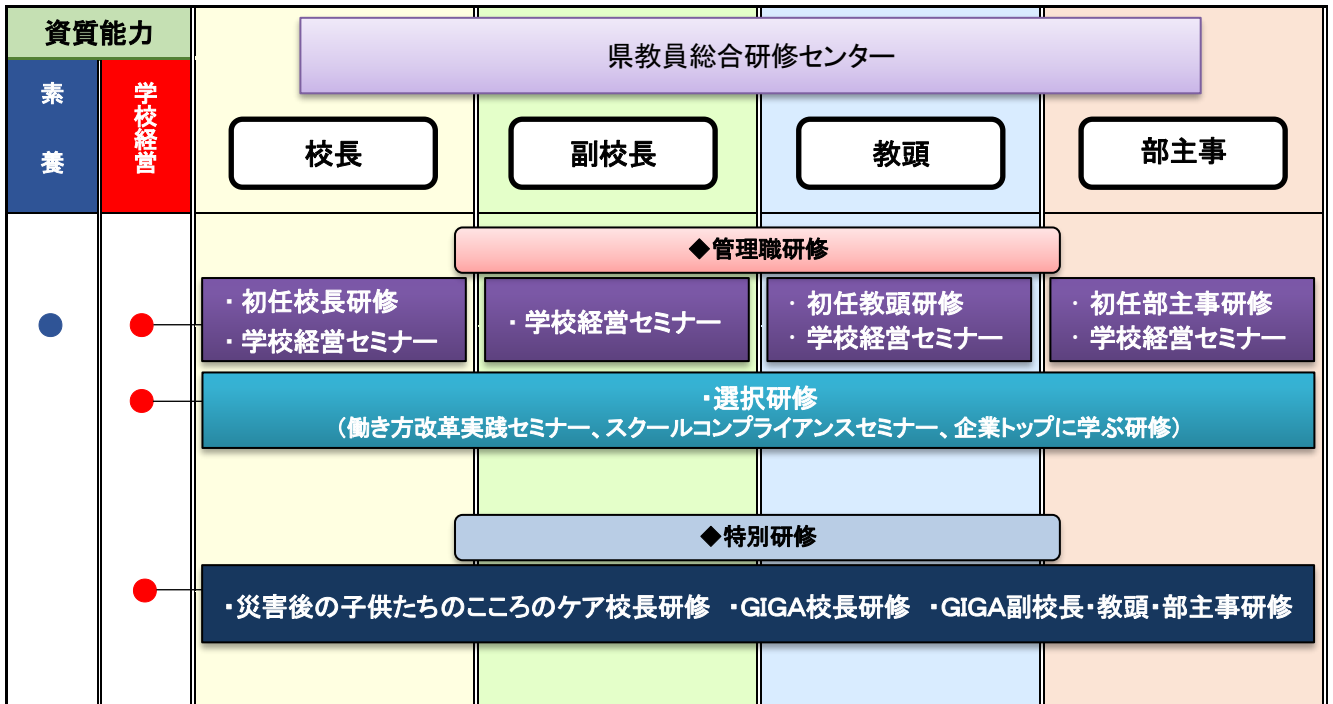 資質能力
県教員総合研修センター
素養
学校経営
校長
副校長
教頭
部主事
◆管理職研修
・初任校長研修
・学校経営セミナー
・学校経営セミナー
・初任教頭研修
・学校経営セミナー
・初任部主事研修
・学校経営セミナー
・選択研修
（働き方改革実践セミナー、スクールコンプライアンスセミナー、企業トップに学ぶ研修）
◆特別研修
・災害後の子供たちのこころのケア校長研修 ・GIGA校長研修 ・GIGA副校長・教頭・部主事研修